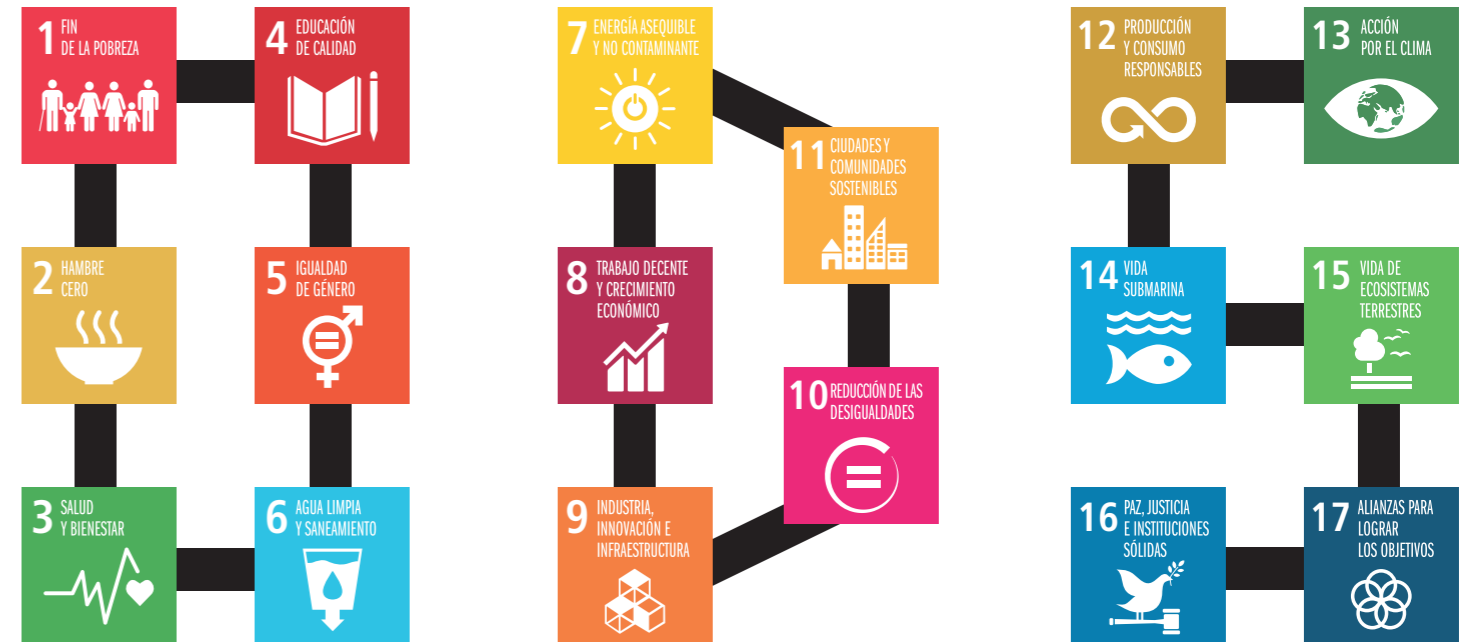 1 FIN
DE LA POBREZA
4 EDUCACIÓN
DE CALIDAD
7 ENERGÍA ASEQUIBLE
Y NO CONTAMINANTE
12 PRODUCCIÓN
Y CONSUMO
RESPONSABLES
13 ACCIÓN
POR EL CLIMA
11 CIUDADES Y
COMUNIDADES
SOSTENIBLES
2 HAMBRE
CERO
5 IGUALDAD
DE GÉNERO
8 TRABAJO DECENTE
Y CRECIMIENTO
ECONÓMICO
14 VIDA
SUBMARINA
15 VIDA DE
ECOSISTEMAS
TERRESTRES
10 REDUCCIÓN DE LAS
DESIGUALDADES
3 SALUD
Y BIENESTAR
6 AGUA LIMPIA
Y SANEAMIENTO
9 INDUSTRIA,
INNOVACIÓN E
INFRAESTRUCTURA
16 PAZ, JUSTICIA
E INSTITUCIONES
SÓLIDAS
17 ALIANZAS PARA
LOGRAR
LOS OBJETIVOS